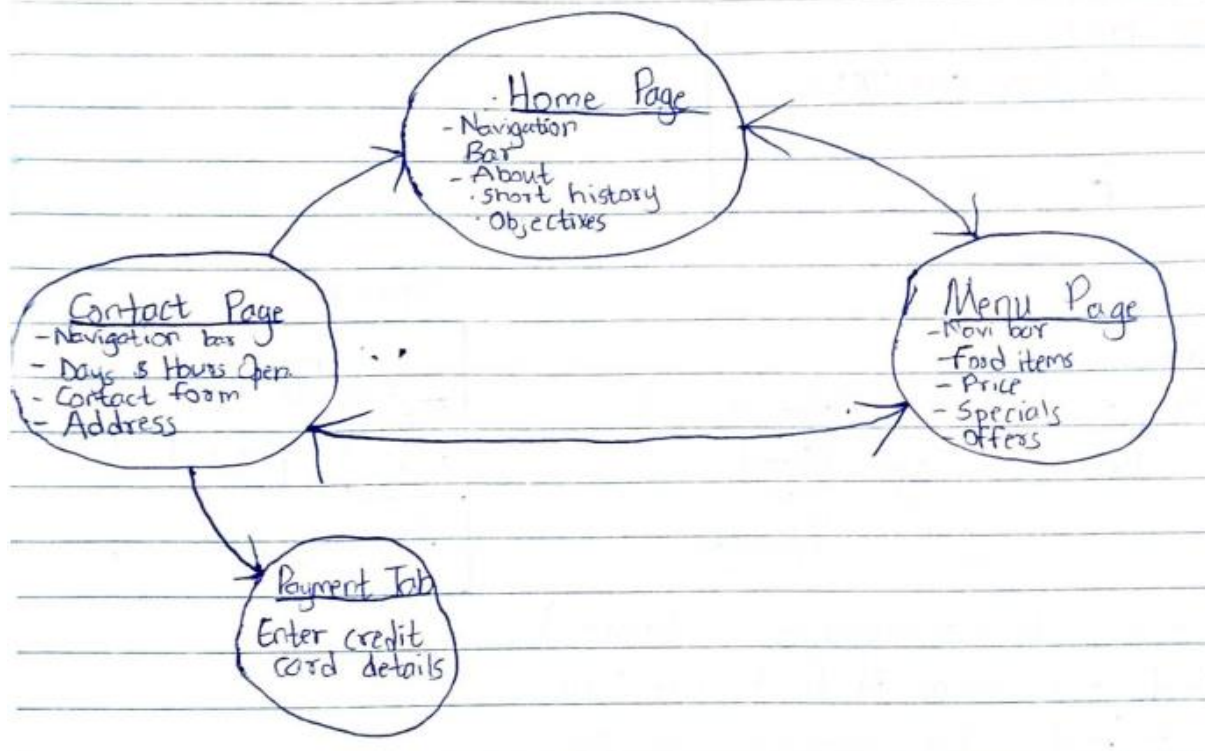 Home Page
- Navigation
Bar
- About
· short history
· Objectives
Contact Page
- Navigation bar
- Days & Hours Open
- Contact form
- Address
Menu Page
- Navi bar
- Food items
- Price
- Specials
- Offers
Payment Tab
Enter credit
card details